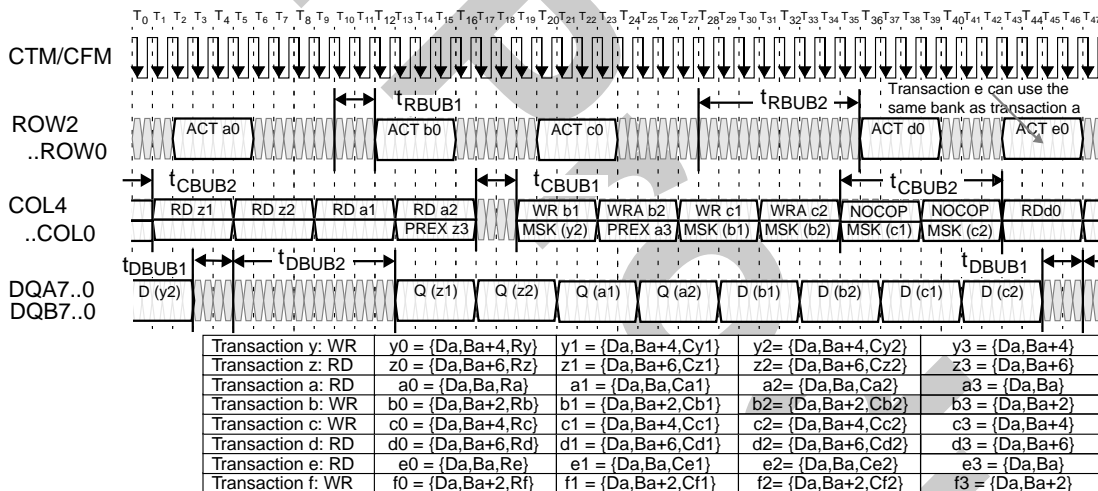 T0 T1 T2 T3 T4 T5 T6 T7 T8 T9 T10 T11 T12 T13 T14 T15 T16 T17 T18 T19 T20 T21 T22 T23 T24 T25 T26 T27 T28 T29 T30 T31 T32 T33 T34 T35 T36 T37 T38 T39 T40 T41 T42 T43 T44 T45 T46 T47
CTM/CFM
tRBUB1 tRBUB2 Transaction e can use the
same bank as transaction a
ROW2
..ROW0
ACT a0 ACT b0 ACT c0 ACT d0 ACT e0
tCBUB2 tCBUB1 tCBUB2
COL4
..COL0
RD z1 RD z2 RD a1 RD a2 WR b1 WRA b2 WR c1 WRA c2 NOCOP NOCOP RDd0
PREX z3 MSK (y2) PREX a3 MSK (b1) MSK (b2) MSK (c1) MSK (c2)
tDBUB1 tDBUB2 tDBUB1
DQA7..0
DQB7..0
D (y2) Q (z1) Q (z2) Q (a1) Q (a2) D (b1) D (b2) D (c1) D (c2)
Transaction y: WR y0 = {Da,Ba+4,Ry} y1 = {Da,Ba+4,Cy1} y2= {Da,Ba+4,Cy2} y3 = {Da,Ba+4}
Transaction z: RD z0 = {Da,Ba+6,Rz} z1 = {Da,Ba+6,Cz1} z2= {Da,Ba+6,Cz2} z3 = {Da,Ba+6}
Transaction a: RD a0 = {Da,Ba,Ra} a1 = {Da,Ba,Ca1} a2= {Da,Ba,Ca2} a3 = {Da,Ba}
Transaction b: WR b0 = {Da,Ba+2,Rb} b1 = {Da,Ba+2,Cb1} b2= {Da,Ba+2,Cb2} b3 = {Da,Ba+2}
Transaction c: WR c0 = {Da,Ba+4,Rc} c1 = {Da,Ba+4,Cc1} c2= {Da,Ba+4,Cc2} c3 = {Da,Ba+4}
Transaction d: RD d0 = {Da,Ba+6,Rd} d1 = {Da,Ba+6,Cd1} d2= {Da,Ba+6,Cd2} d3 = {Da,Ba+6}
Transaction e: RD e0 = {Da,Ba,Re} e1 = {Da,Ba,Ce1} e2= {Da,Ba,Ce2} e3 = {Da,Ba}
Transaction f: WR f0 = {Da,Ba+2,Rf} f1 = {Da,Ba+2,Cf1} f2= {Da,Ba+2,Cf2} f3 = {Da,Ba+2}